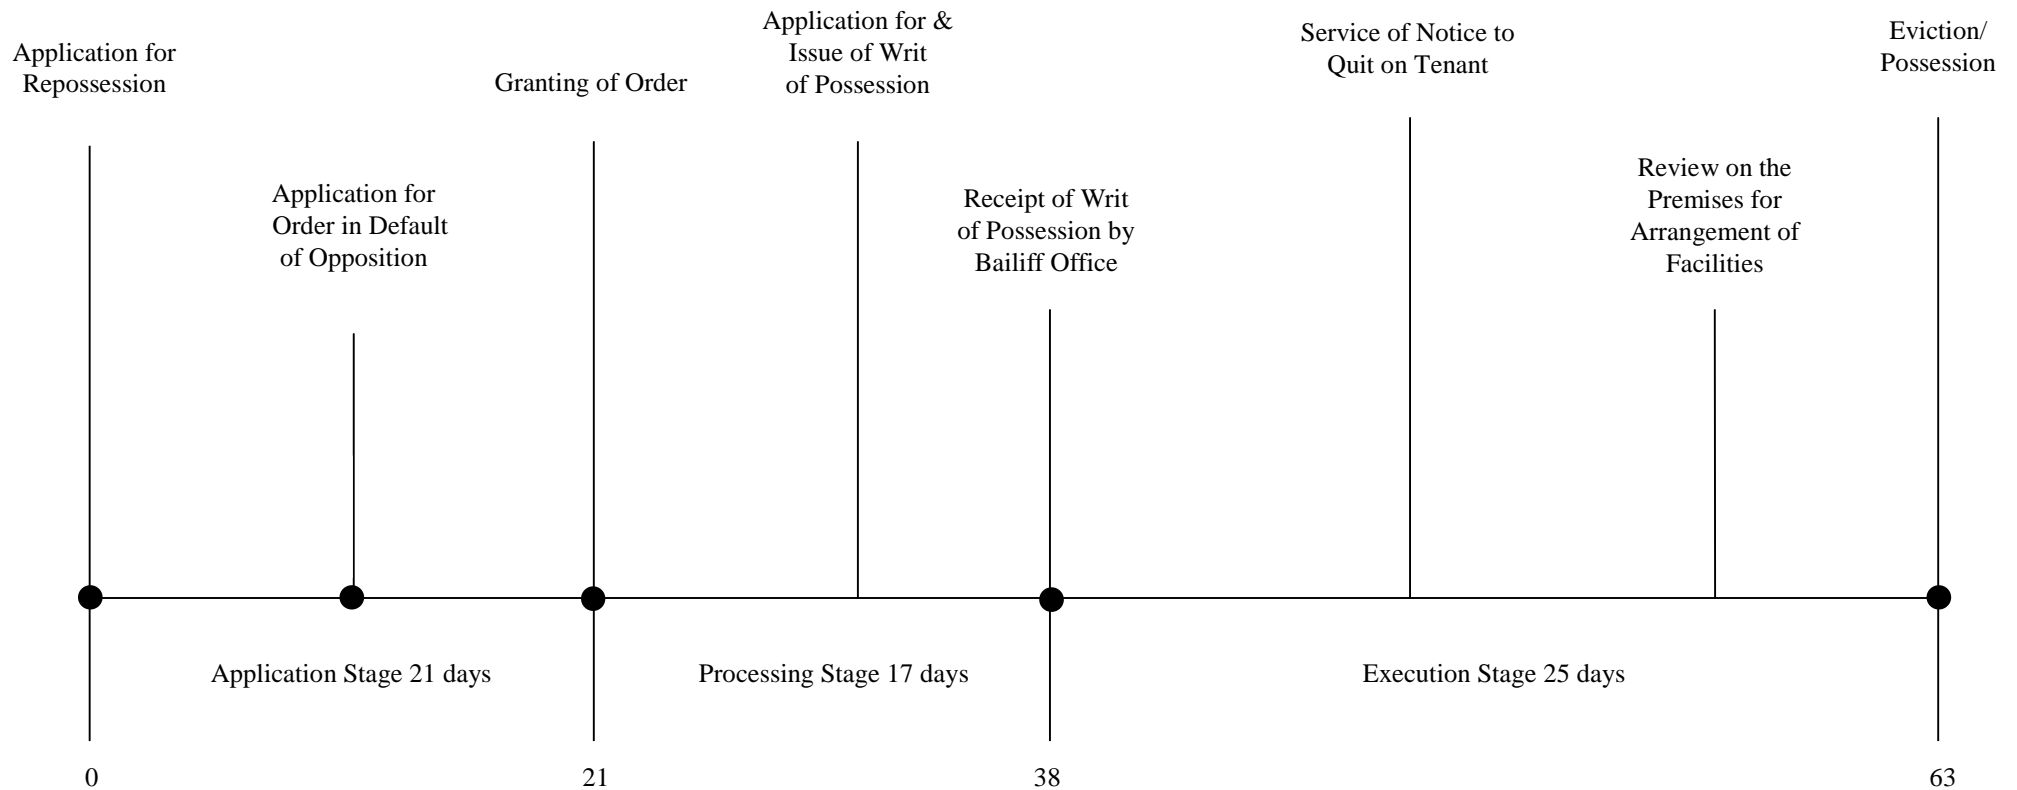 Application for
Repossession
Application for
Order in Default
of Opposition
Granting of Order
Application for &
Issue of Writ
of Possession
Receipt of Writ
of Possession by
Bailiff Office
Service of Notice to
Quit on Tenant
Review on the
Premises for
Arrangement of
Facilities
Eviction/
Possession
Application Stage 21 days
Processing Stage 17 days
Execution Stage 25 days
0
21
38
63